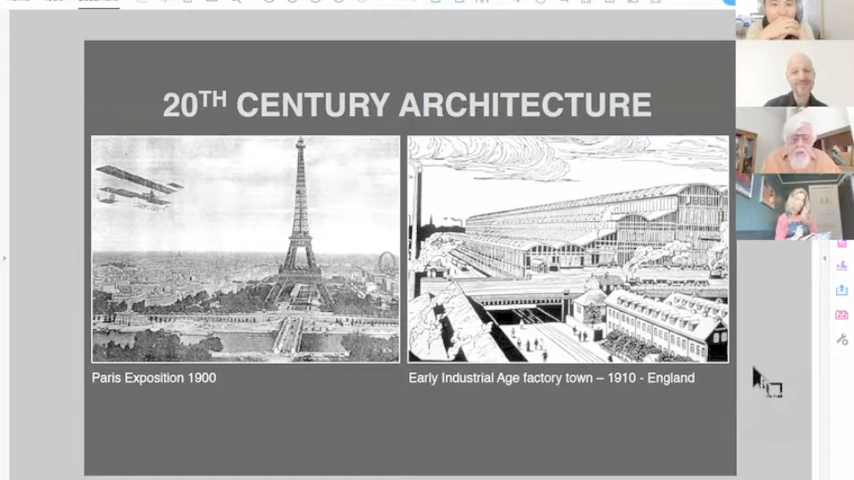 20TH CENTURY ARCHITECTURE
Paris Exposition 1900
Early Industrial Age factory town – 1910 - England